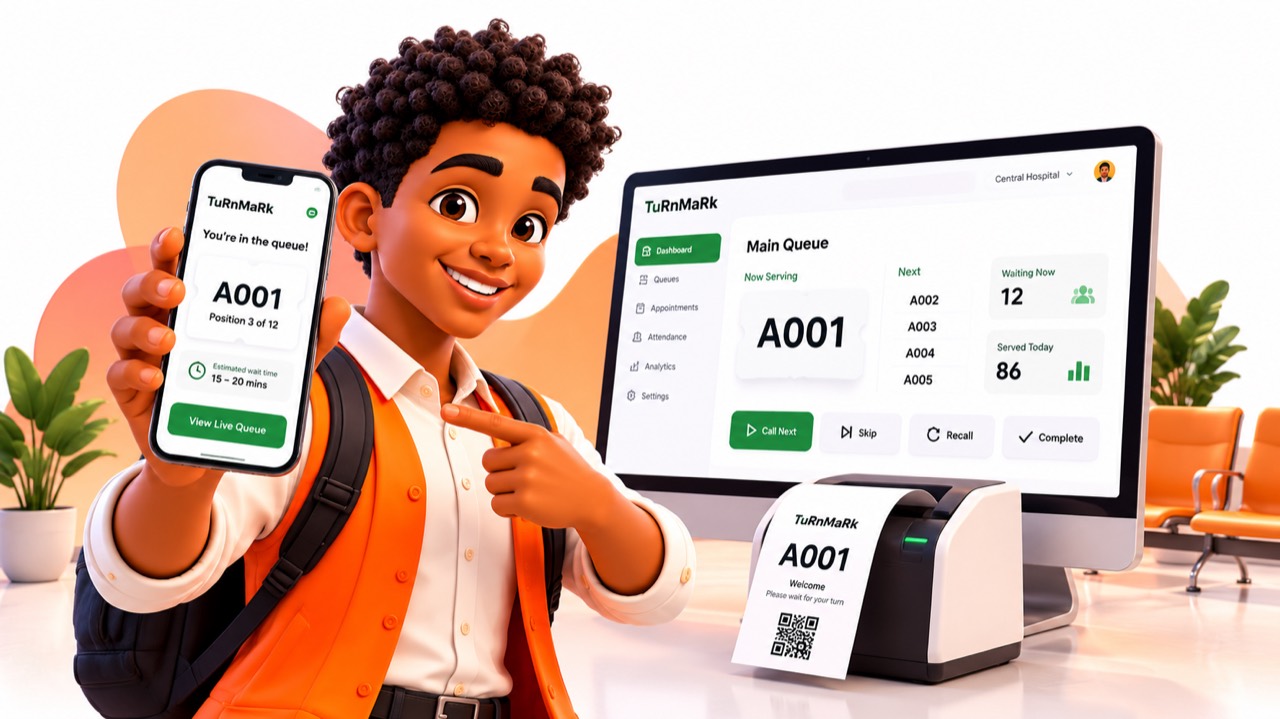 TuRnMaRk
You're in the queue!
A001
Position 3 of 12
Estimated wait time
15 – 20 mins
View Live Queue
TuRnMaRk
Central Hospital
Dashboard
Queues
Appointments
Attendance
Analytics
Settings
Main Queue
Now Serving
A001
Next
A002
A003
A004
A005
Waiting Now
12
Served Today
86
Call Next
Skip
Recall
Complete
TuRnMaRk
A001
Welcome
Please wait for your turn